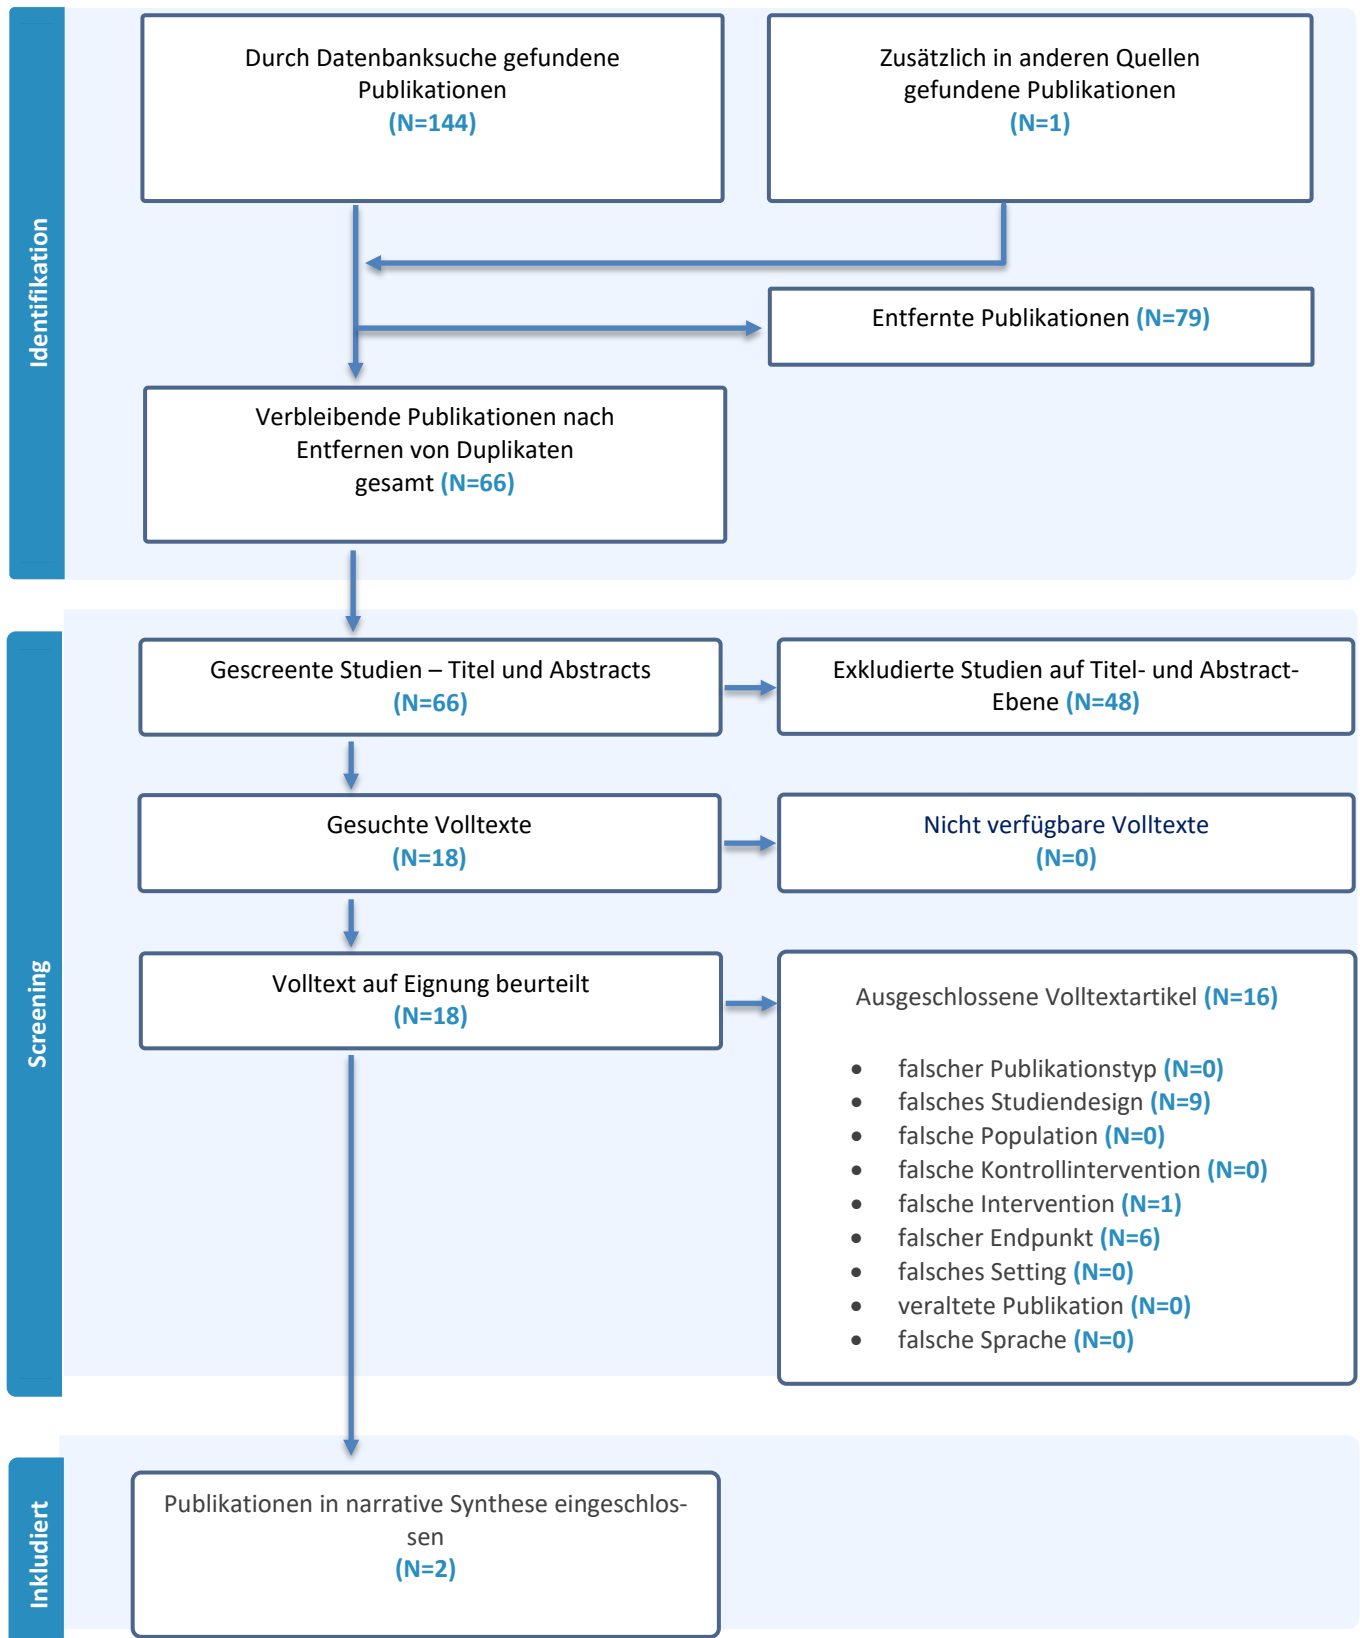 Identifikation
Durch Datenbanksuche gefundene
Publikationen
(N=144)
Zusätzlich in anderen Quellen
gefundene Publikationen
(N=1)
Entfernte Publikationen (N=79)
Verbleibende Publikationen nach
Entfernen von Duplikaten
gesamt (N=66)
Screening
Gescreente Studien – Titel und Abstracts
(N=66)
Exkludierte Studien auf Titel- und Abstract-
Ebene (N=48)
Gesuchte Volltexte
(N=18)
Nicht verfügbare Volltexte
(N=0)
Volltext auf Eignung beurteilt
(N=18)
Ausgeschlossene Volltextartikel (N=16)
• falscher Publikationstyp (N=0)
• falsches Studiendesign (N=9)
• falsche Population (N=0)
• falsche Kontrollintervention (N=0)
• falsche Intervention (N=1)
• falscher Endpunkt (N=6)
• falsches Setting (N=0)
• veraltete Publikation (N=0)
• falsche Sprache (N=0)
Inkludiert
Publikationen in narrative Synthese eingeschlos-
sen
(N=2)